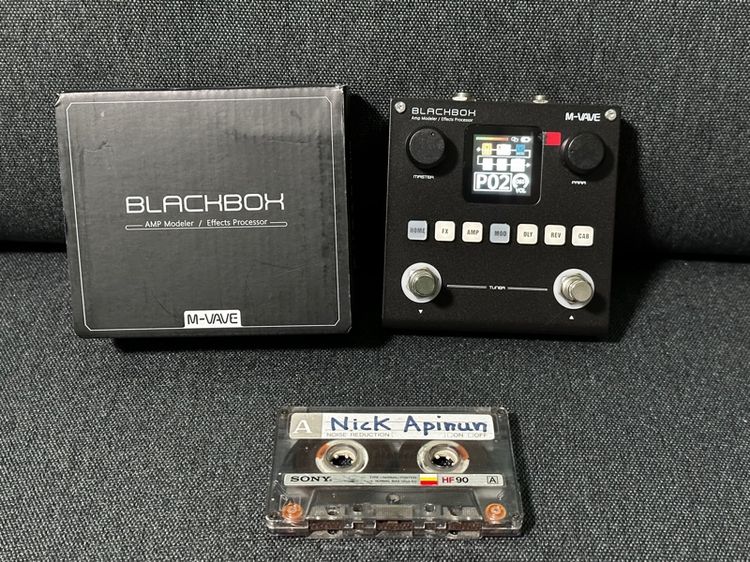 BLACKBOX
AMP Modeler / Effects Processor
M-VAVE
BLACKBOX
Amp Modeler / Effects Processor
M-VAVE
MASTER
PARA
P02
VOL
HOME FX AMP MOD DLY REV CAB
TUNER
A Nick Apinun
NOISE REDUCTION ON OFF
SONY
HF 90 A